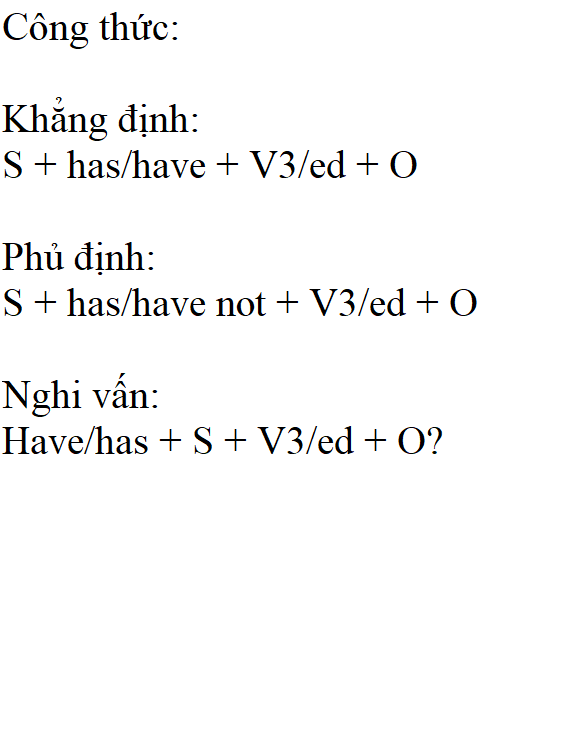 Công thức:
Khẳng định:
S + has/have + V3/ed + O
Phủ định:
S + has/have not + V3/ed + O
Nghi vấn:
Have/has + S + V3/ed + O?